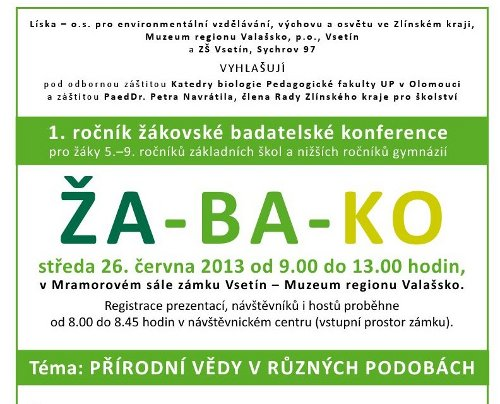 Líska – o.s. pro environmentální vzdělávání, výchovu a osvětu ve Zlínském kraji,
Muzeum regionu Valašsko, p.o., Vsetín
a ZŠ Vsetín, Sychrov 97
VYHLAŠUJÍ
pod odbornou záštitou Katedry biologie Pedagogické fakulty UP v Olomouci
a záštitou PaedDr. Petra Navrátila, člena Rady Zlínského kraje pro školství
1. ročník žákovské badatelské konference
pro žáky 5.–9. ročníků základních škol a nižších ročníků gymnázií
ŽA-BA-KO
středa 26. června 2013 od 9.00 do 13.00 hodin,
v Mramorovém sále zámku Vsetín – Muzeum regionu Valašsko.
Registrace prezentací, návštěvníků i hostů proběhne
od 8.00 do 8.45 hodin v návštěvnickém centru (vstupní prostor zámku).
Téma: PŘÍRODNÍ VĚDY V RŮZNÝCH PODOBÁCH